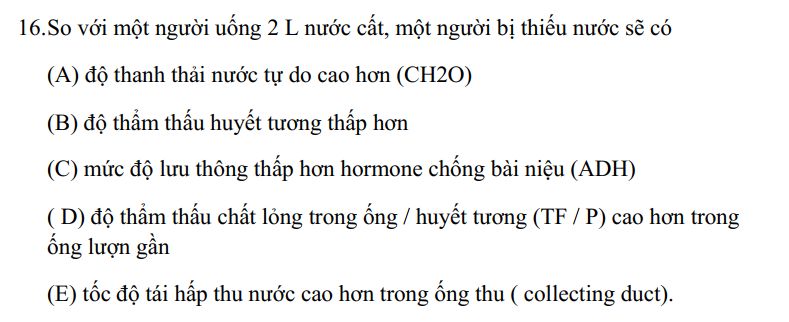 16.So với một người uống 2 L nước cất, một người bị thiếu nước sẽ có
(A) độ thanh thải nước tự do cao hơn (CH2O)
(B) độ thẩm thấu huyết tương thấp hơn
(C) mức độ lưu thông thấp hơn hormone chống bài niệu (ADH)
( D) độ thẩm thấu chất lỏng trong ống / huyết tương (TF / P) cao hơn trong
ống lượn gần
(E) tốc độ tái hấp thu nước cao hơn trong ống thu ( collecting duct).